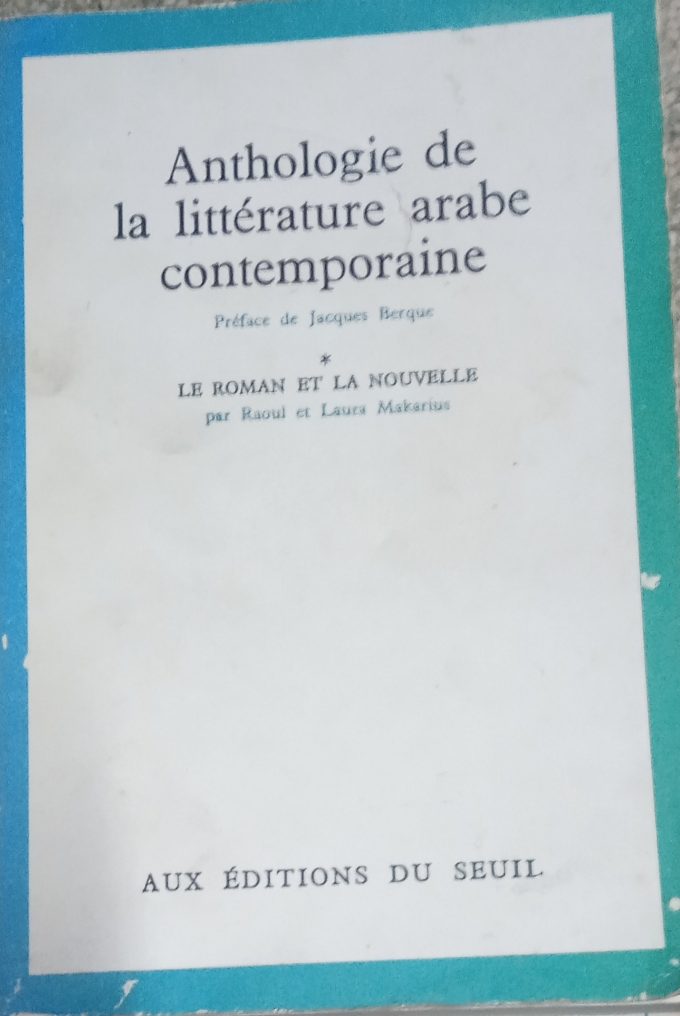 Anthologie de
la littérature arabe
contemporaine
Préface de Jacques Berque
*
LE ROMAN ET LA NOUVELLE
par Raoul et Laura Makarius
AUX ÉDITIONS DU SEUIL